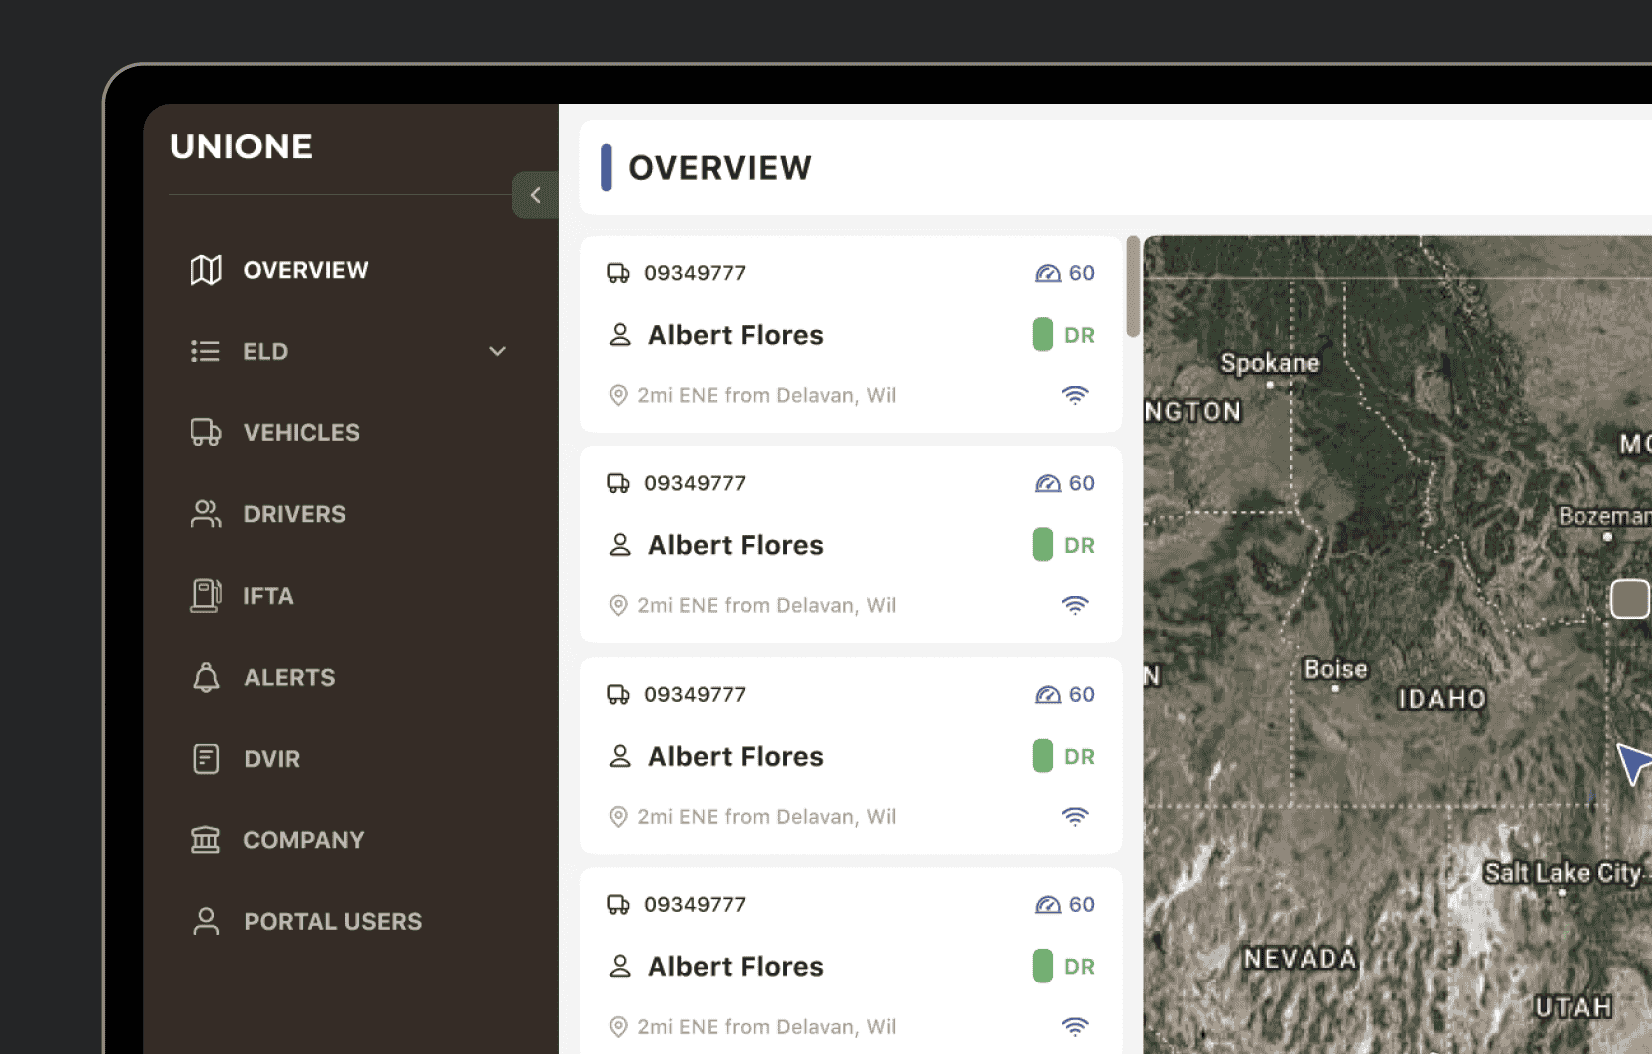 UNIONE
OVERVIEW
ELD
VEHICLES
DRIVERS
IFTA
ALERTS
DVIR
COMPANY
PORTAL USERS
OVERVIEW
09349777
60
Albert Flores
DR
2mi ENE from Delavan, Wil
09349777
60
Albert Flores
DR
2mi ENE from Delavan, Wil
09349777
60
Albert Flores
DR
2mi ENE from Delavan, Wil
09349777
60
Albert Flores
DR
2mi ENE from Delavan, Wil
Spokane
NGTON
MO
Bozeman
N
Boise
IDAHO
Salt Lake City
NEVADA
UTAH